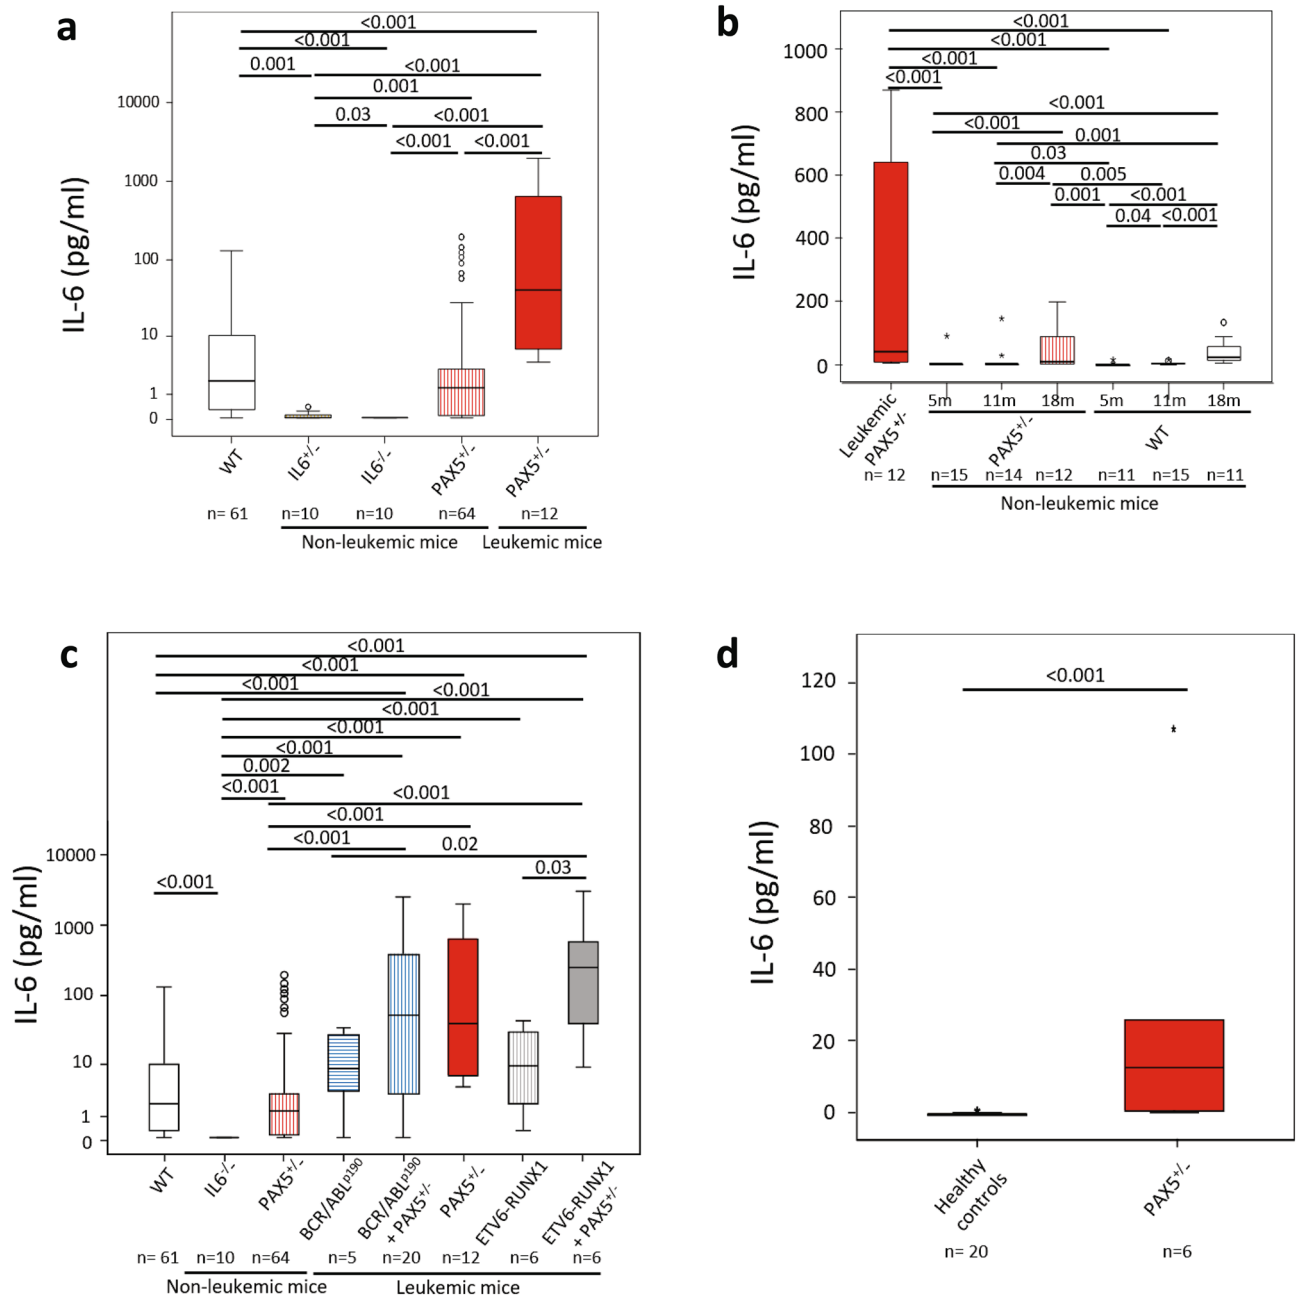 a
<0.001
<0.001
0.001
<0.001
0.001
0.03
<0.001
<0.001
<0.001
IL-6 (pg/ml)
10000
1000
100
10
1
0
WT
IL6+/-
IL6-/-
PAX5+/-
PAX5+/-
n= 61
n=10
n=10
n=64
n=12
Non-leukemic mice
Leukemic mice
b
<0.001
<0.001
<0.001
<0.001
<0.001
<0.001
0.001
0.03
0.004
0.005
0.001
<0.001
0.04
<0.001
IL-6 (pg/ml)
1000
800
600
400
200
0
5m
11m
18m
5m
11m
18m
Leukemic
PAX5+/-
PAX5+/-
WT
n= 12
n=15
n=14
n=12
n=11
n=15
n=11
Non-leukemic mice
c
<0.001
<0.001
<0.001
<0.001
<0.001
<0.001
<0.001
0.002
<0.001
<0.001
<0.001
<0.001
0.02
0.03
<0.001
IL-6 (pg/ml)
10000
1000
100
10
1
0
WT
IL6-/-
PAX5+/-
BCR/ABLp190
BCR/ABLp190
+ PAX5+/-
PAX5+/-
ETV6-RUNX1
ETV6-RUNX1
+ PAX5+/-
n= 61
n=10
n=64
n=5
n=20
n=12
n=6
n=6
Non-leukemic mice
Leukemic mice
d
<0.001
IL-6 (pg/ml)
120
100
80
60
40
20
0
Healthy
controls
PAX5+/-
n= 20
n=6